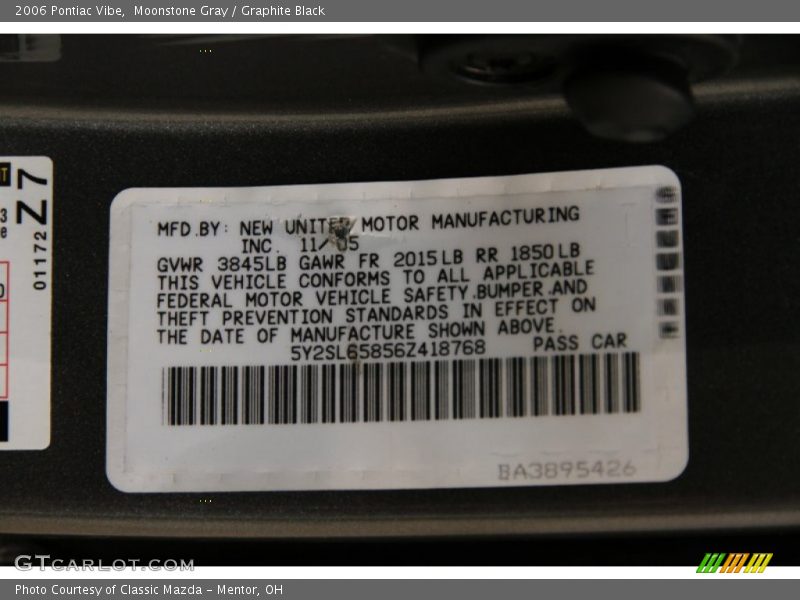 2006 Pontiac Vibe, Moonstone Gray / Graphite Black
01172
Z7
MFD.BY: NEW UNITED MOTOR MANUFACTURING
INC. 11/05
GVWR 3845LB GAWR FR 2015LB RR 1850LB
THIS VEHICLE CONFORMS TO ALL APPLICABLE
FEDERAL MOTOR VEHICLE SAFETY,BUMPER,AND
THEFT PREVENTION STANDARDS IN EFFECT ON
THE DATE OF MANUFACTURE SHOWN ABOVE.
5Y2SL65856Z418768 PASS CAR
BA3895426
GTCARLOT.COM
Photo Courtesy of Classic Mazda - Mentor, OH